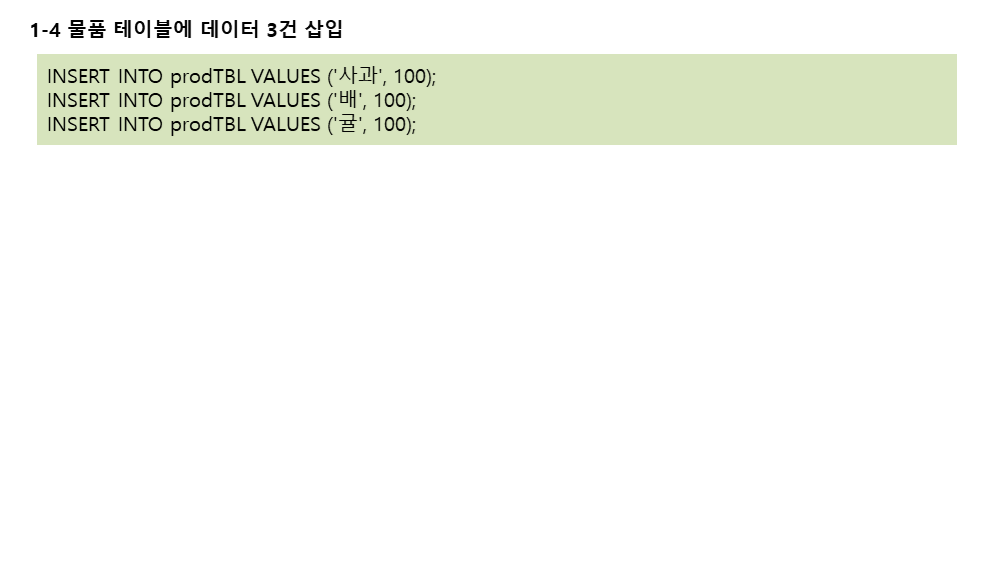 1-4 물품 테이블에 데이터 3건 삽입
INSERT INTO prodTBL VALUES ('사과', 100);
INSERT INTO prodTBL VALUES ('배', 100);
INSERT INTO prodTBL VALUES ('귤', 100);